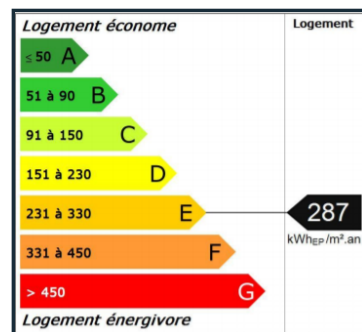 Logement économe
Logement
≤ 50 A
51 à 90 B
91 à 150 C
151 à 230 D
231 à 330 E
287
kWhEP/m².an
331 à 450 F
> 450 G
Logement énergivore